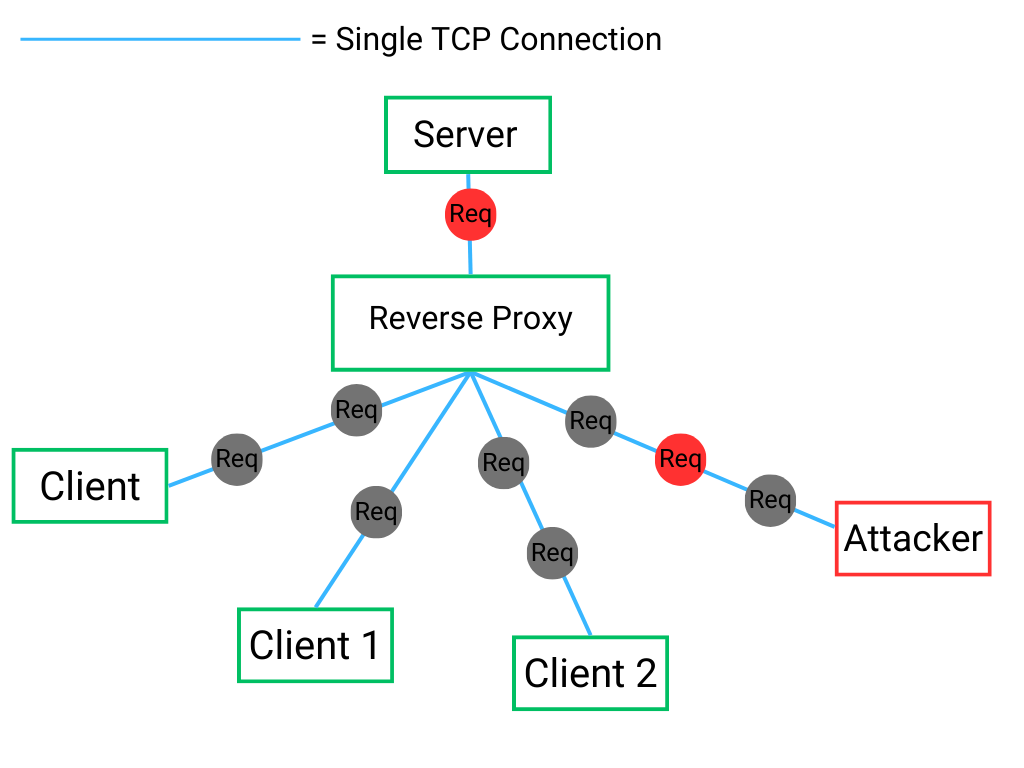 = Single TCP Connection
Server
Req
Reverse Proxy
Req
Req
Req
Req
Req
Req
Req
Req
Client
Attacker
Client 1
Client 2